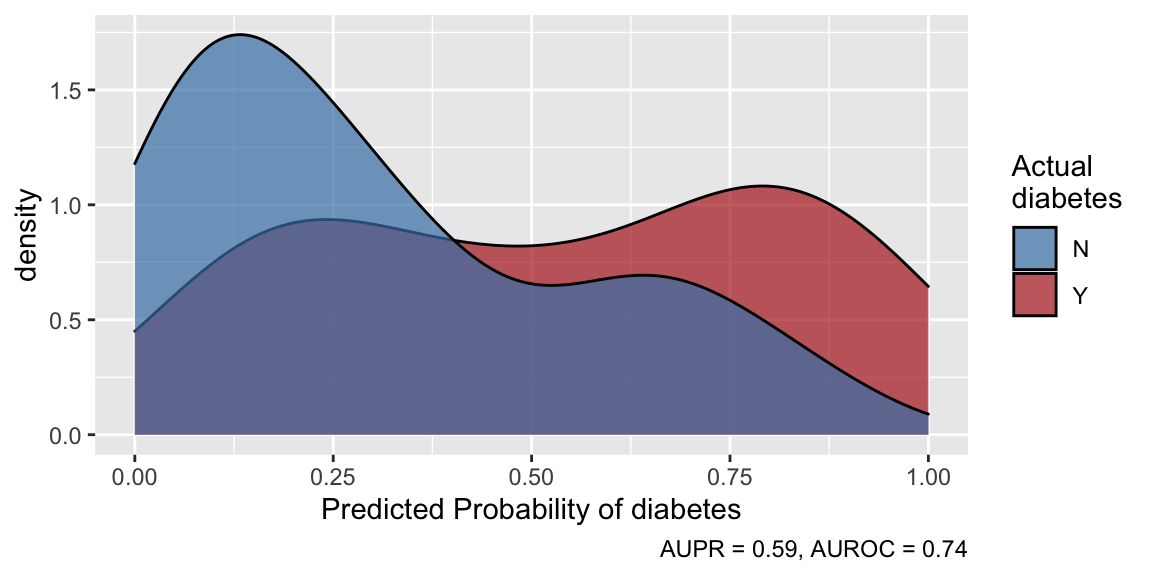 1.5
1.0
0.5
0.0
density
0.00 0.25 0.50 0.75 1.00
Predicted Probability of diabetes
AUPR = 0.59, AUROC = 0.74
Actual
diabetes
N
Y